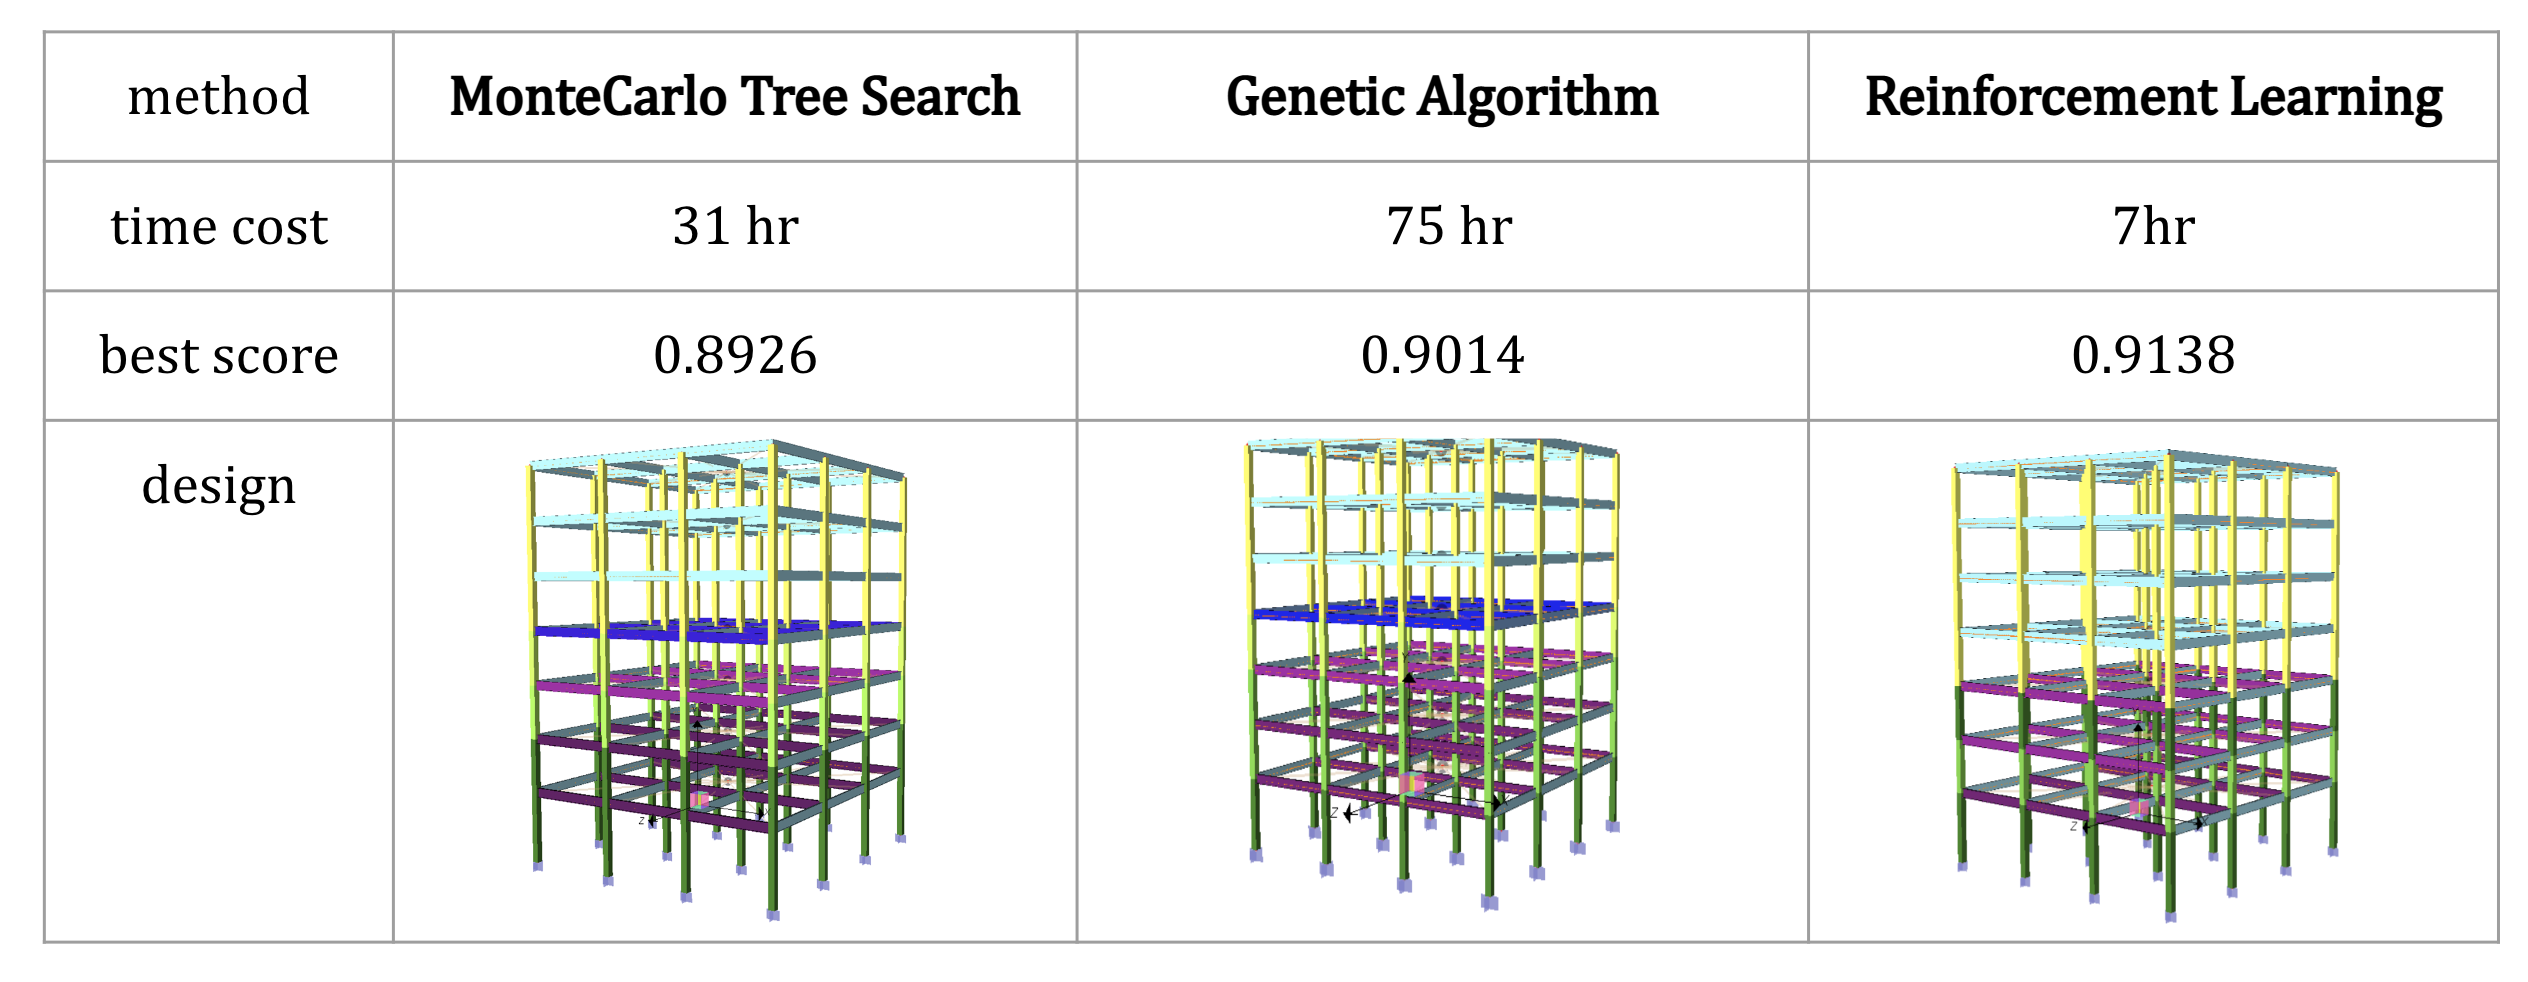 method MonteCarlo Tree Search Genetic Algorithm Reinforcement Learning
time cost 31 hr 75 hr 7hr
best score 0.8926 0.9014 0.9138
design
Z Z Z